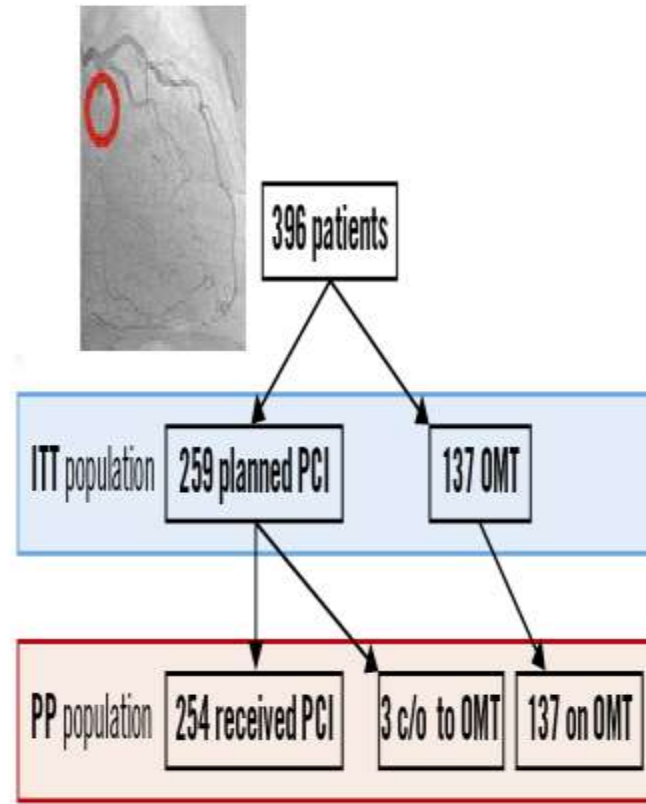 396 patients
ITT population
259 planned PCI
137 OMT
PP population
254 received PCI
3 c/o to OMT
137 on OMT